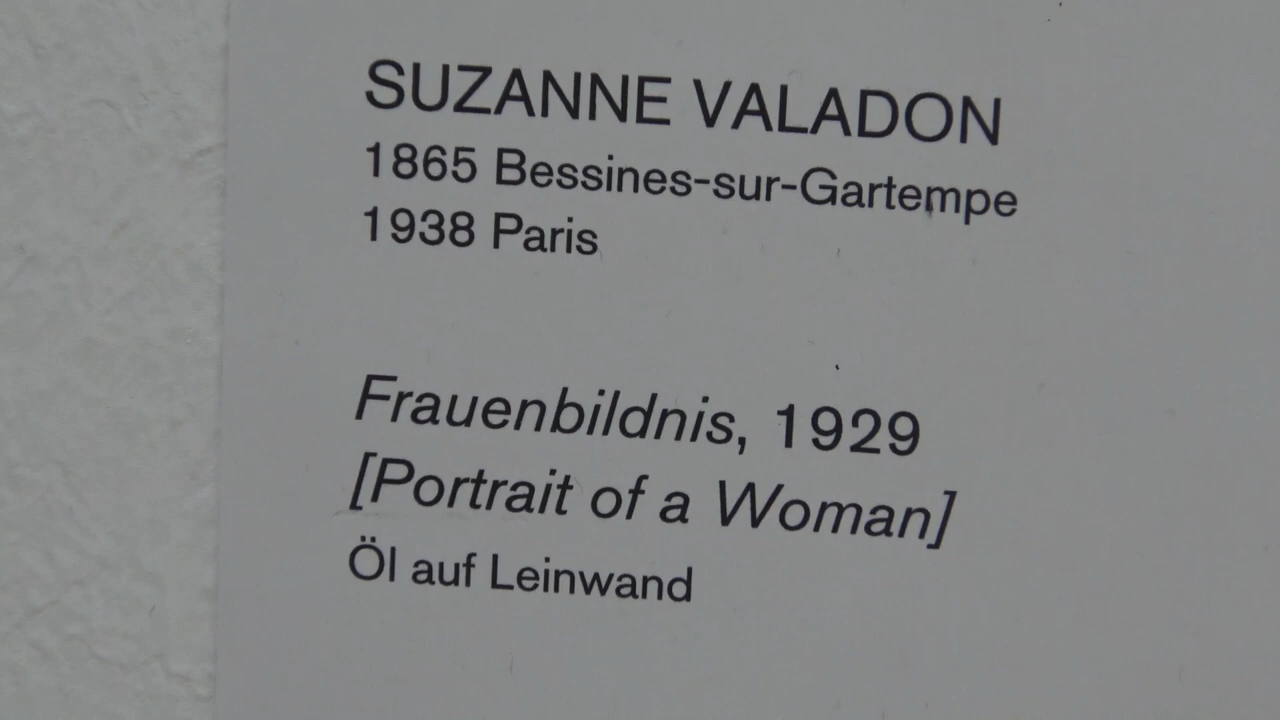 SUZANNE VALADON
1865 Bessines-sur-Gartempe
1938 Paris
Frauenbildnis, 1929
[Portrait of a Woman]
Öl auf Leinwand